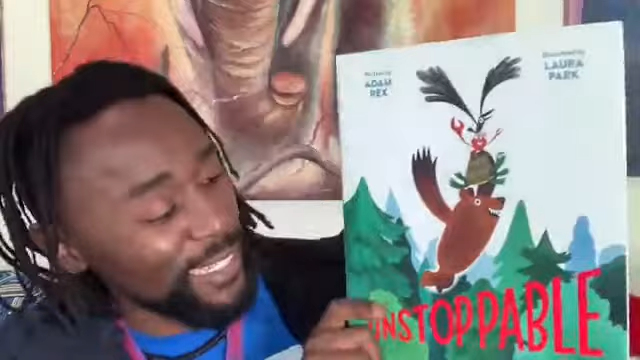 Written by
ADAM
REX
Illustrated by
LAURA
PARK
UNSTOPPABLE